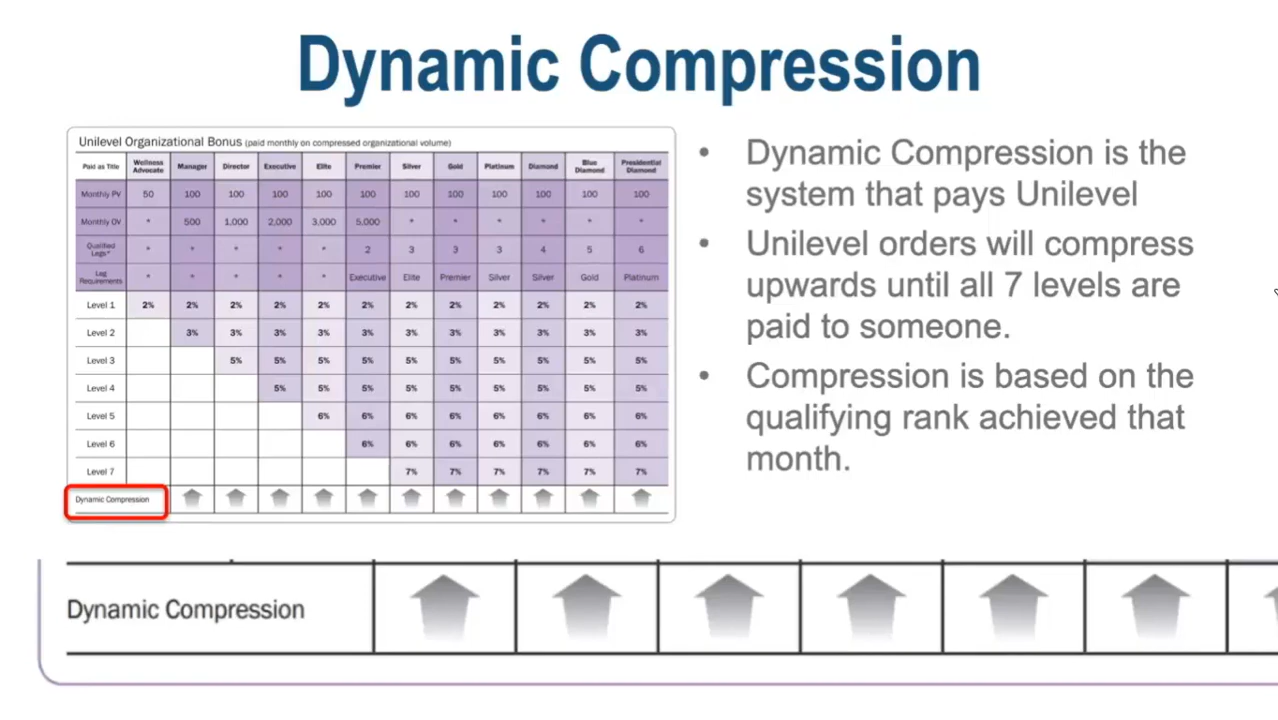 Dynamic Compression
Unilevel Organizational Bonus (paid monthly on compressed organizational volume)
Paid as Title Wellness Advocate Manager Director Executive Elite Premier Silver Gold Platinum Diamond Blue Diamond Presidential Diamond
Monthly PV 50 100 100 100 100 100 100 100 100 100 100 100
Monthly OV * 500 1,000 2,000 3,000 5,000 * * * * * *
Qualified Legs* * * * * * 2 3 3 3 4 5 6
Leg Requirements * * * * * Executive Elite Premier Silver Silver Gold Platinum
Level 1 2% 2% 2% 2% 2% 2% 2% 2% 2% 2% 2% 2%
Level 2 3% 3% 3% 3% 3% 3% 3% 3% 3% 3% 3%
Level 3 5% 5% 5% 5% 5% 5% 5% 5% 5% 5%
Level 4 5% 5% 5% 5% 5% 5% 5% 5% 5%
Level 5 6% 6% 6% 6% 6% 6% 6% 6%
Level 6 6% 6% 6% 6% 6% 6% 6%
Level 7 7% 7% 7% 7% 7% 7%
Dynamic Compression
• Dynamic Compression is the
system that pays Unilevel
• Unilevel orders will compress
upwards until all 7 levels are
paid to someone.
• Compression is based on the
qualifying rank achieved that
month.
Dynamic Compression